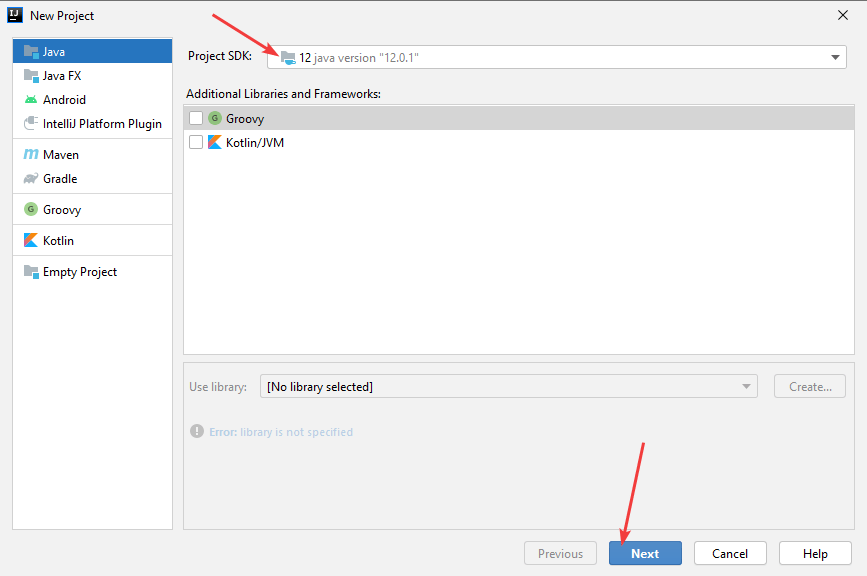 New Project
Java
Java FX
Android
IntelliJ Platform Plugin
Maven
Gradle
Groovy
Kotlin
Empty Project
Project SDK: 12 java version "12.0.1"
Additional Libraries and Frameworks:
Groovy
Kotlin/JVM
Use library: [No library selected] Create...
Error: library is not specified
Previous Next Cancel Help